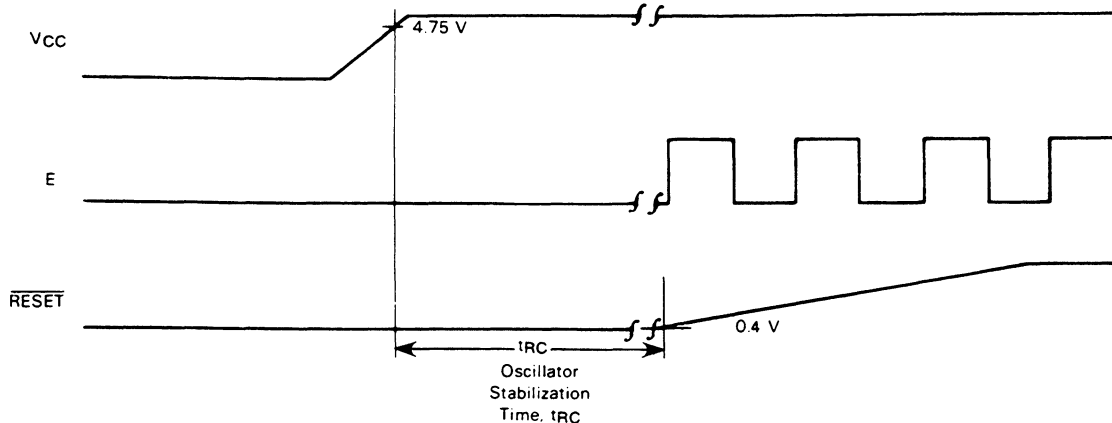 VCC
4.75 V
E
RESET
0.4 V
tRC
Oscillator
Stabilization
Time, tRC